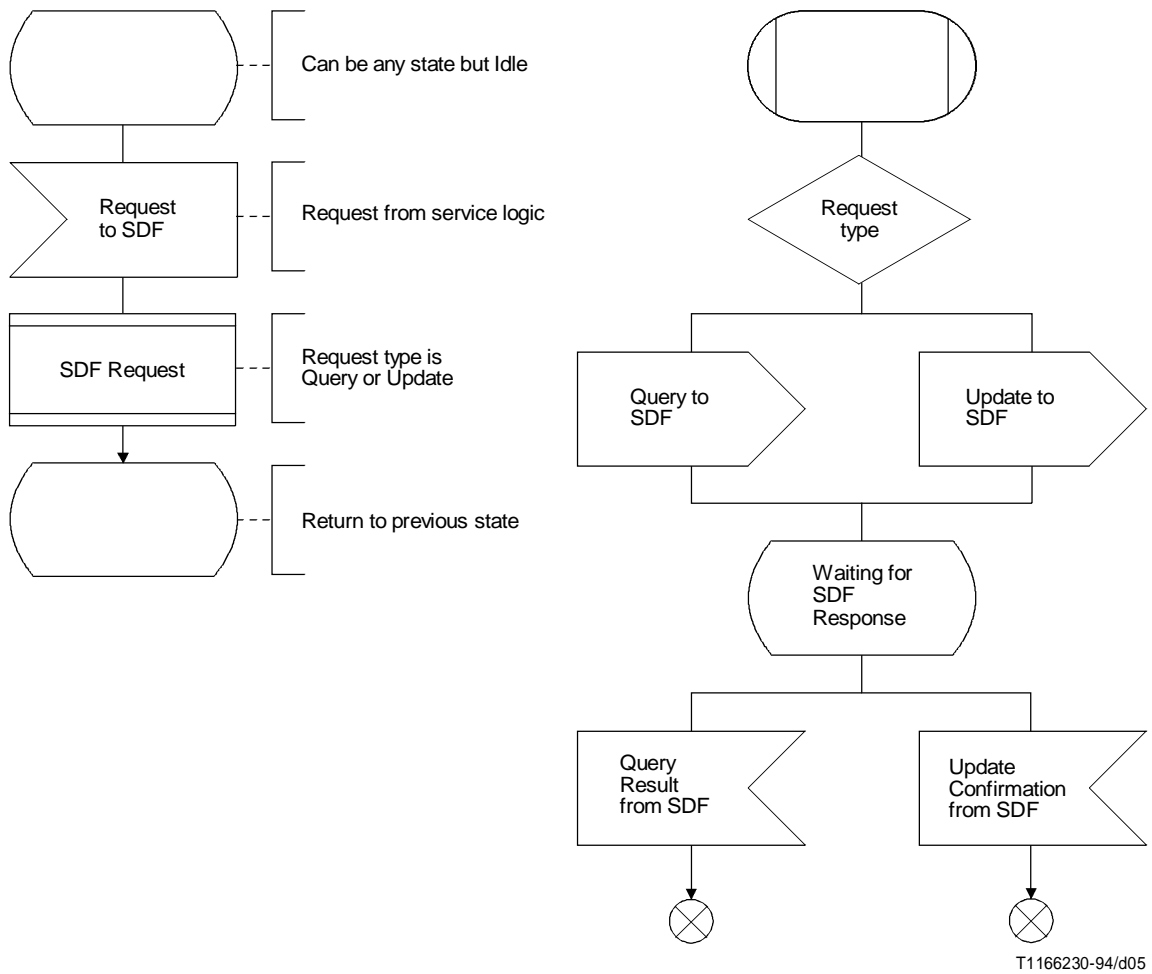 Can be any state but Idle
Request
to SDF
Request from service logic
SDF Request
Request type is
Query or Update
Return to previous state
Request
type
Query to
SDF
Update to
SDF
Waiting for
SDF
Response
Query
Result
from SDF
Update
Confirmation
from SDF
T1166230-94/d05